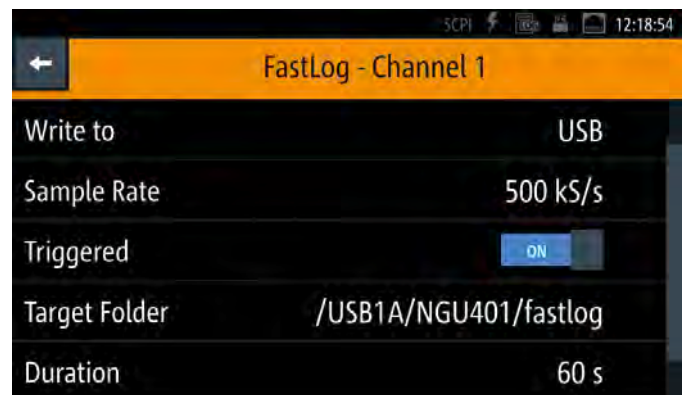 SCPI 12:18:54
FastLog - Channel 1
Write to USB
Sample Rate 500 kS/s
Triggered ON
Target Folder /USB1A/NGU401/fastlog
Duration 60 s